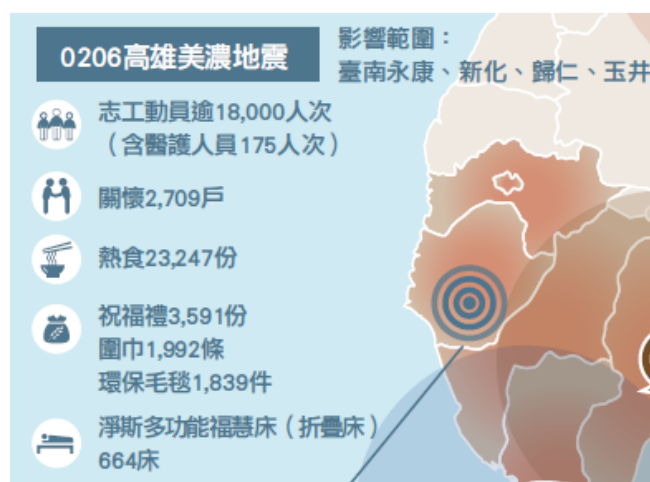 0206高雄美濃地震
影響範圍：
臺南永康、新化、歸仁、玉井
志工動員逾18,000人次
（含醫護人員175人次）
關懷2,709戶
熱食23,247份
祝福禮3,591份
圍巾1,992條
環保毛毯1,839件
淨斯多功能福慧床（折疊床）
664床